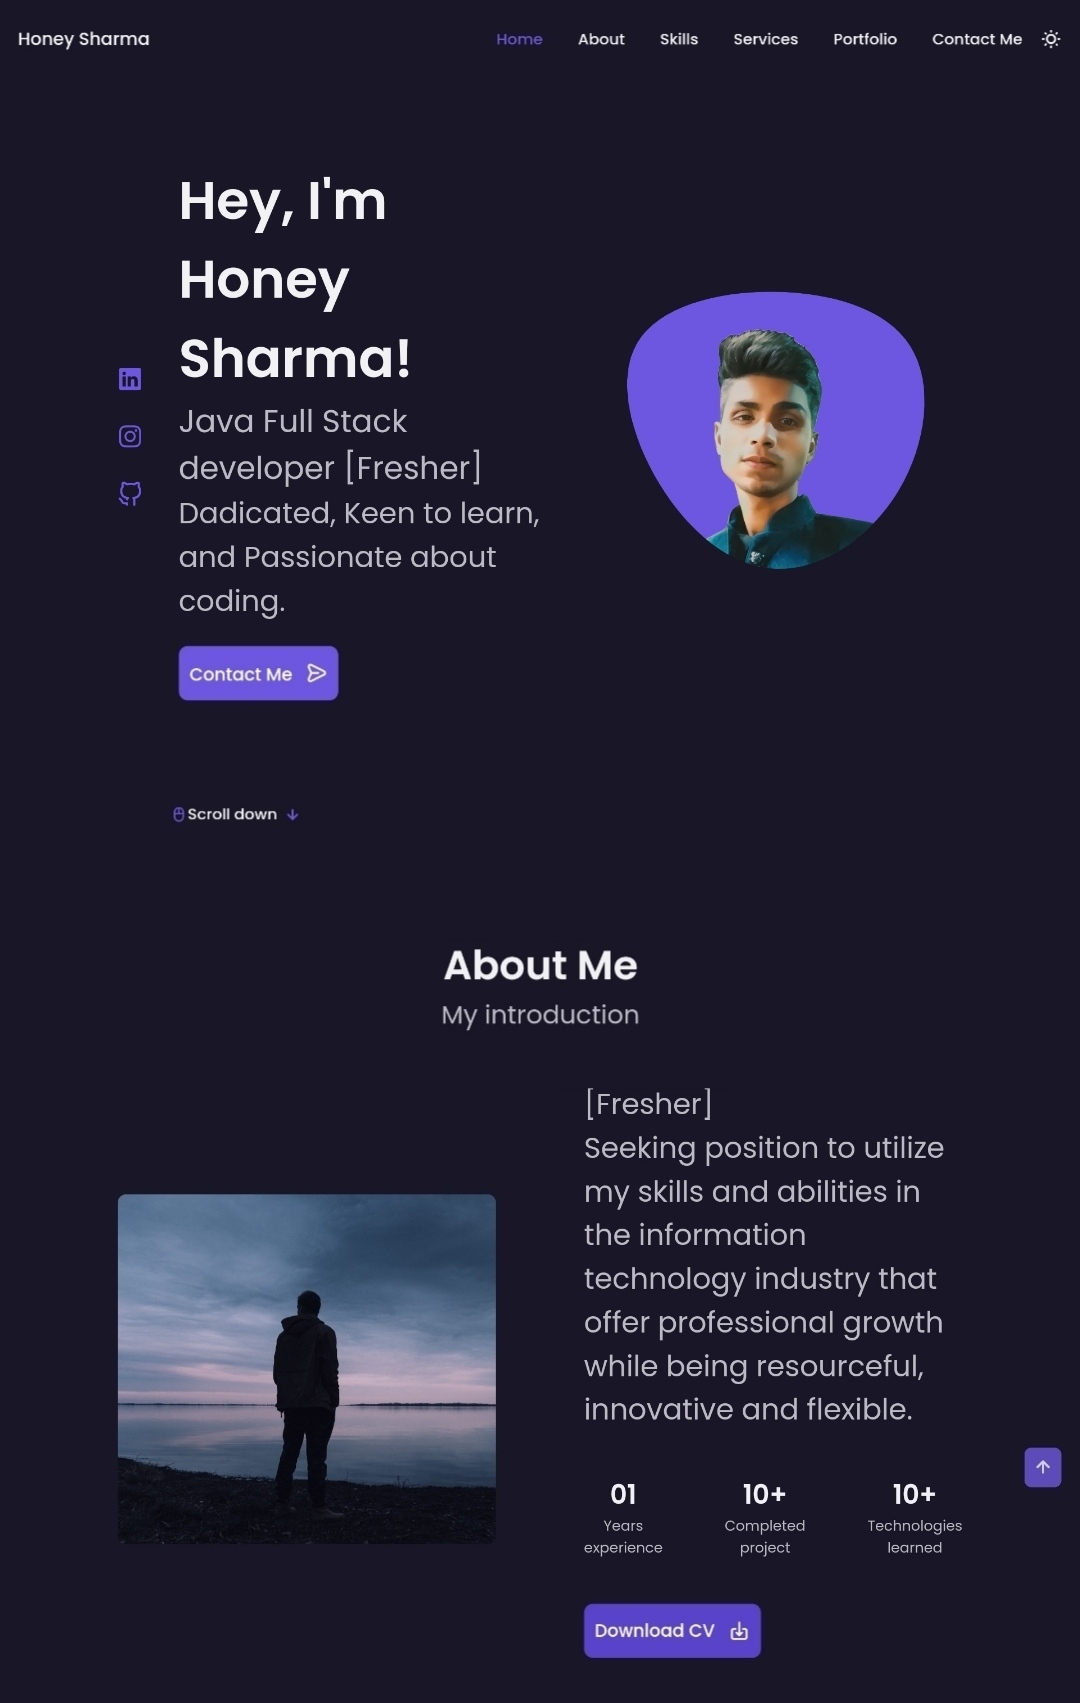 Honey Sharma
Home About Skills Services Portfolio Contact Me
Hey, I'm
Honey
Sharma!
Java Full Stack
developer [Fresher]
Dadicated, Keen to learn,
and Passionate about
coding.
Contact Me
Scroll down
About Me
My introduction
[Fresher]
Seeking position to utilize
my skills and abilities in
the information
technology industry that
offer professional growth
while being resourceful,
innovative and flexible.
01 10+ 10+
Years Completed Technologies
experience project learned
Download CV